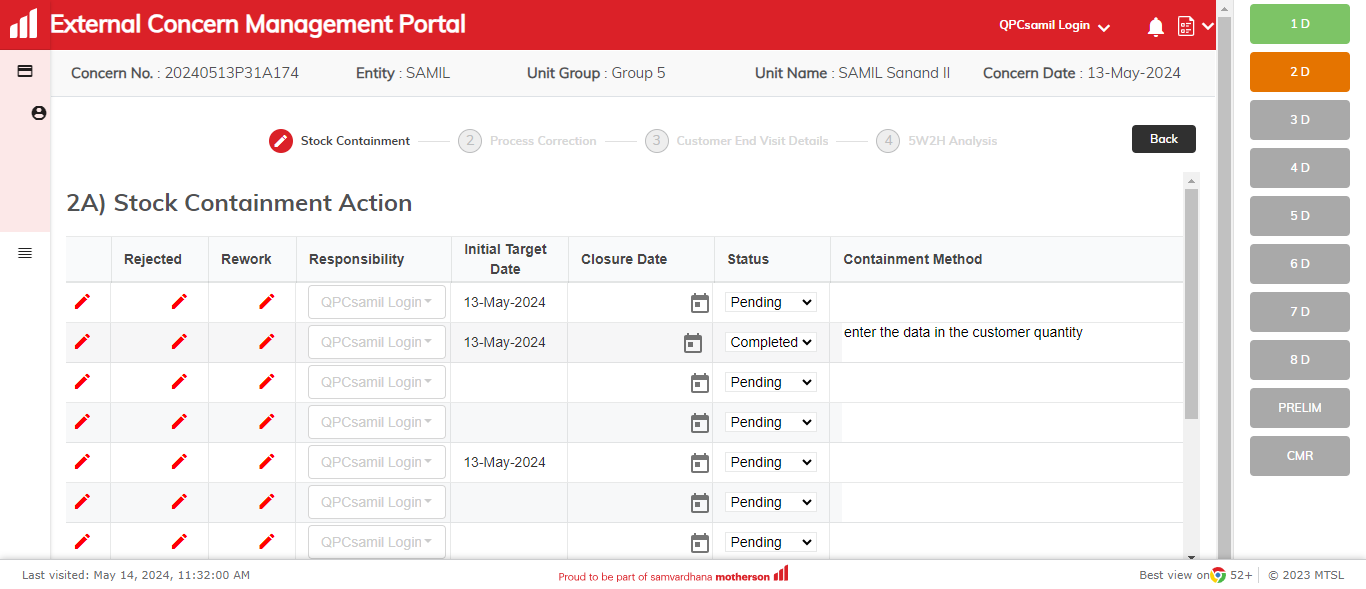 External Concern Management Portal
QPCsamil Login
1 D
Concern No. : 20240513P31A174 Entity : SAMIL Unit Group : Group 5 Unit Name : SAMIL Sanand II Concern Date : 13-May-2024
2 D
3 D
Stock Containment 2 Process Correction 3 Customer End Visit Details 4 5W2H Analysis Back
4 D
2A) Stock Containment Action
5 D
Rejected Rework Responsibility Initial Target Date Closure Date Status Containment Method
6 D
QPCsamil Login 13-May-2024 Pending
7 D
QPCsamil Login 13-May-2024 Completed enter the data in the customer quantity
8 D
QPCsamil Login Pending
PRELIM
QPCsamil Login Pending
CMR
QPCsamil Login 13-May-2024 Pending
QPCsamil Login Pending
QPCsamil Login Pending
Last visited: May 14, 2024, 11:32:00 AM Proud to be part of samvardhana motherson Best view on 52+ © 2023 MTSL